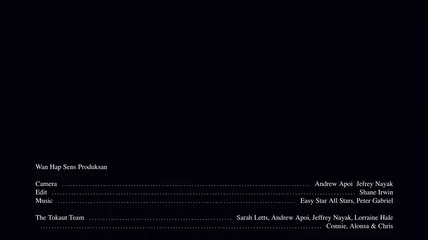 Wan Hap Sens Produksan
Camera ........ Andrew Apoi Jefrey Nayak
Edit ........ Shane Irwin
Music ........ Easy Star All Stars, Peter Gabriel
The Tokaut Team ........ Sarah Letts, Andrew Apoi, Jeffrey Nayak, Lorraine Hale
........ Connie, Alonsa & Chris